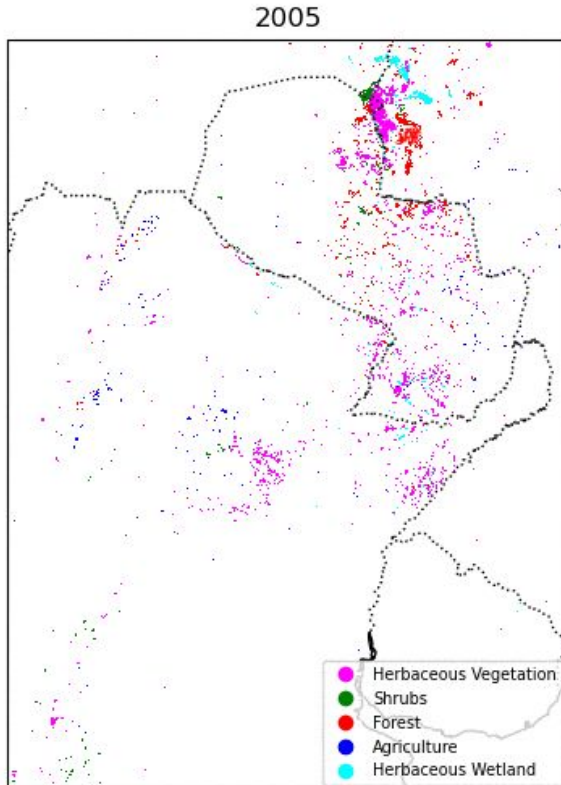 2005
Herbaceous Vegetation
Shrubs
Forest
Agriculture
Herbaceous Wetland